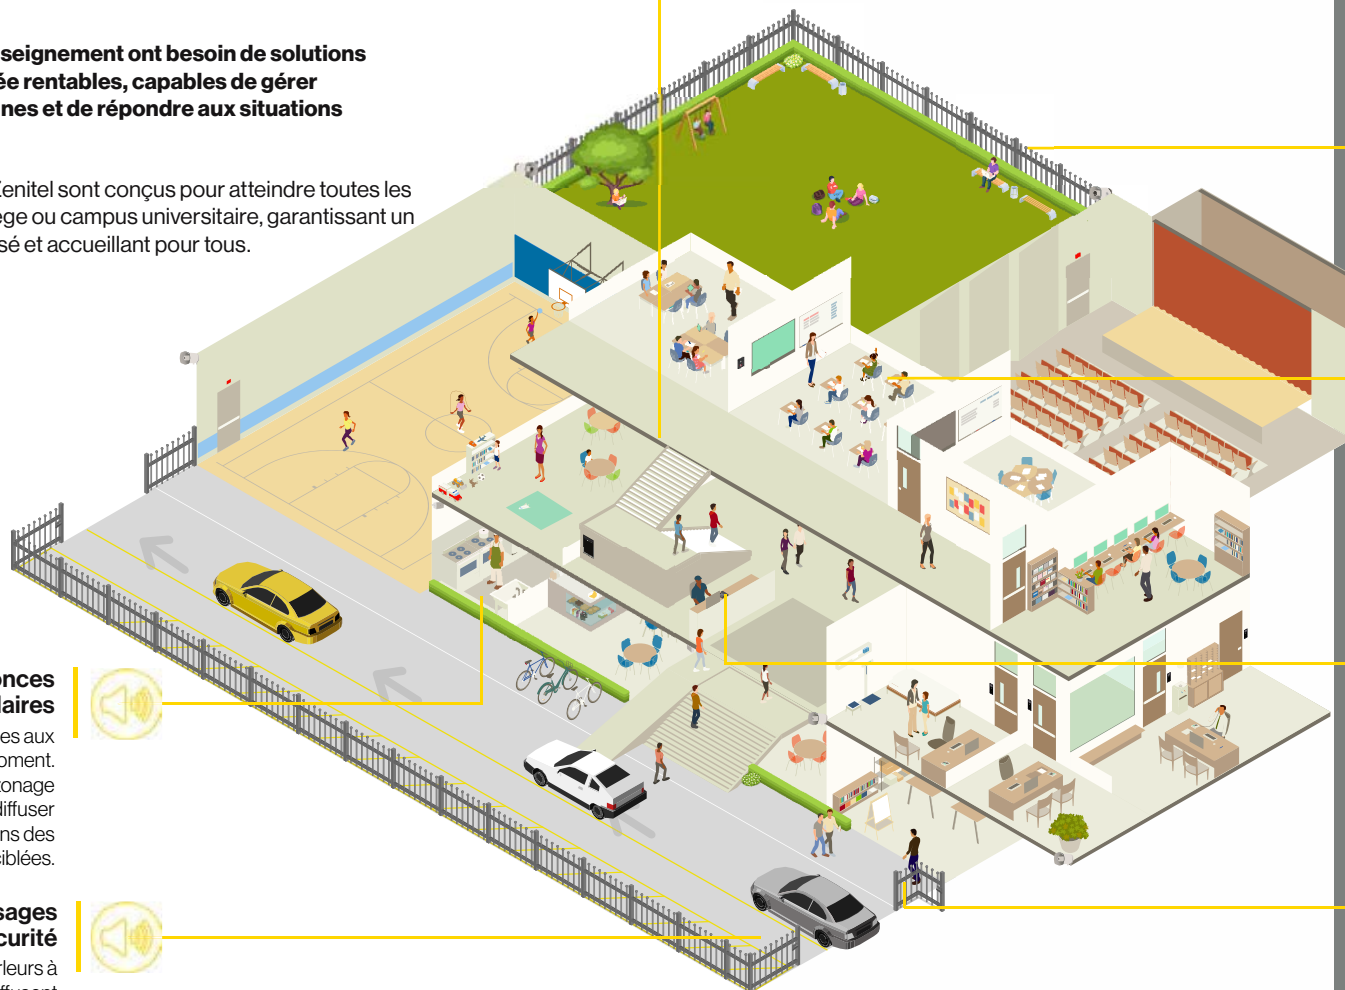 seignement ont besoin de solutions
ée rentables, capables de gérer
nes et de répondre aux situations
Zenitel sont conçus pour atteindre toutes les
ège ou campus universitaire, garantissant un
sé et accueillant pour tous.
onces
laires
es aux
oment.
onage
diffuser
ns des
ciblées.
sages
curité
rleurs à
ffusent